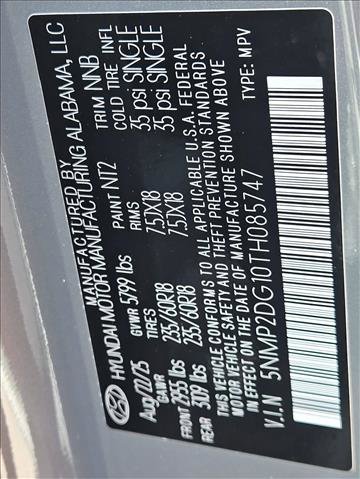 MANUFACTURED BY
HYUNDAI MOTOR MANUFACTURING ALABAMA, LLC
Aug/22/25 PAINT NT2 TRIM NNB
GVWR 5799 lbs
GAWR TIRES RIMS COLD TIRE INFL
FRONT 2955 lbs 235/60R18 7.5JX18 35 psi SINGLE
REAR 3109 lbs 235/60R18 7.5JX18 35 psi SINGLE
THIS VEHICLE CONFORMS TO ALL APPLICABLE U.S.A. FEDERAL
MOTOR VEHICLE SAFETY AND THEFT PREVENTION STANDARDS
IN EFFECT ON THE DATE OF MANUFACTURE SHOWN ABOVE
V.I.N 5NMP2DG10TH085747 TYPE: MPV